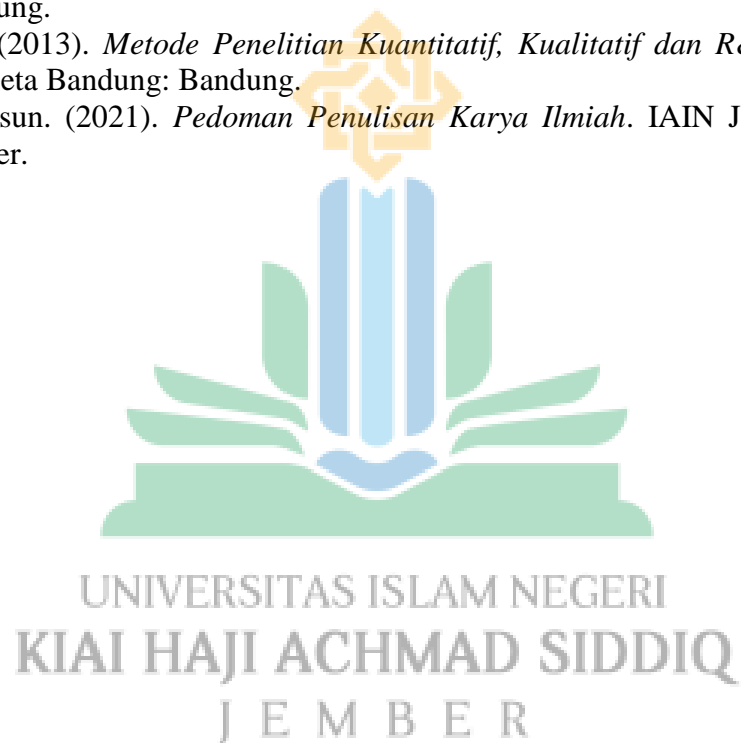 ung.
(2013). Metode Penelitian Kuantitatif, Kualitatif dan R&
eta Bandung: Bandung.
sun. (2021). Pedoman Penulisan Karya Ilmiah. IAIN J
er.
UNIVERSITAS ISLAM NEGERI
KIAI HAJI ACHMAD SIDDIQ
JEMBER